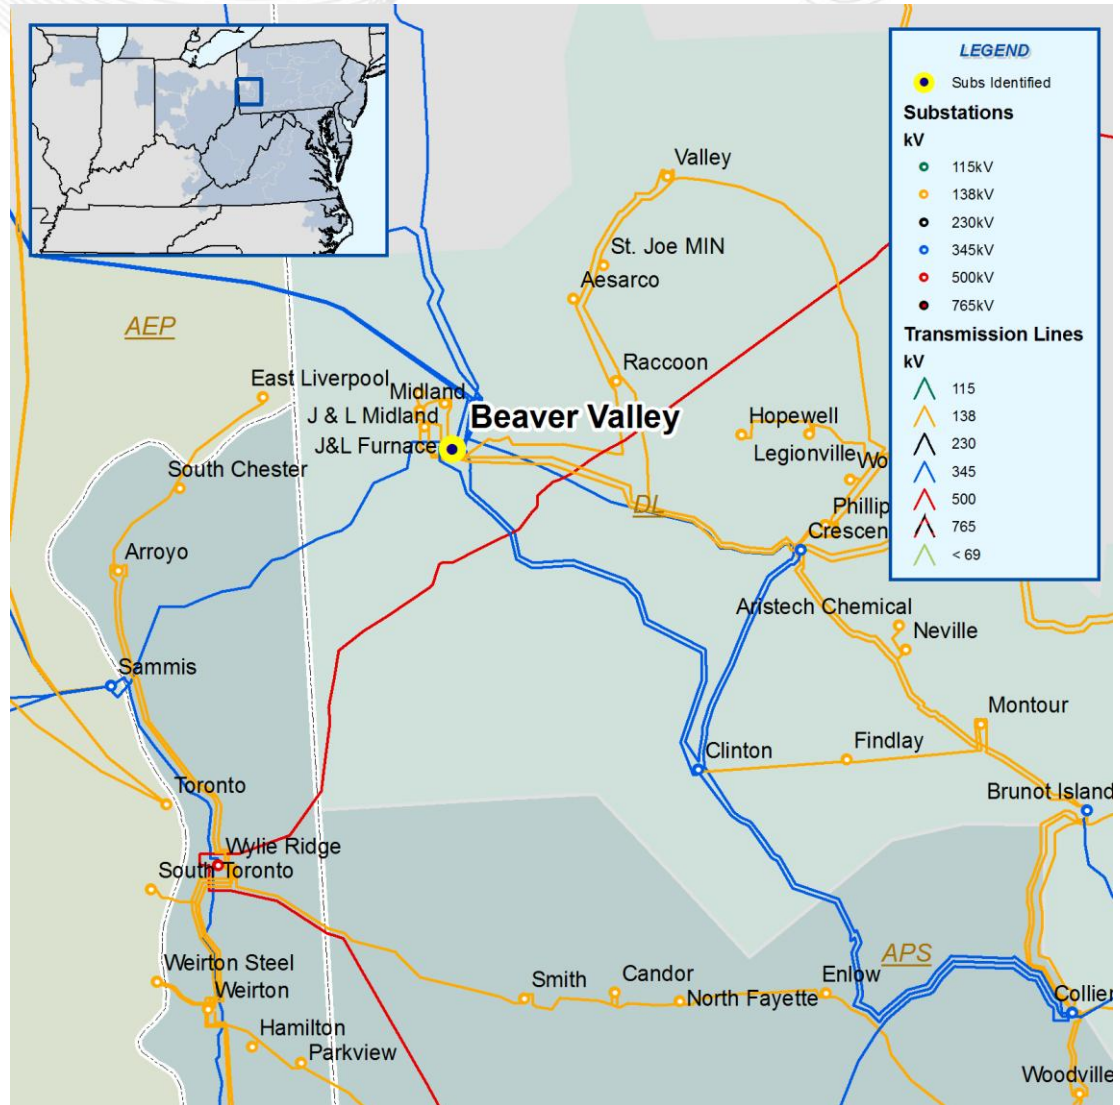 LEGEND
Subs Identified
Substations
kV
115kV
138kV
230kV
345kV
500kV
765kV
Transmission Lines
kV
115
138
230
345
500
765
< 69
Valley
St. Joe MIN
Aesarco
AEP
Raccoon
East Liverpool
Midland
J & L Midland
Beaver Valley
Hopewell
J&L Furnace
Legionville
Wo
South Chester
DL
Phillip
Crescen
Arroyo
Aristech Chemical
Neville
Sammis
Montour
Clinton
Findlay
Toronto
Brunot Island
Wylie Ridge
South Toronto
APS
Weirton Steel
Smith
Candor
Enlow
Weirton
North Fayette
Collier
Hamilton
Parkview
Woodville